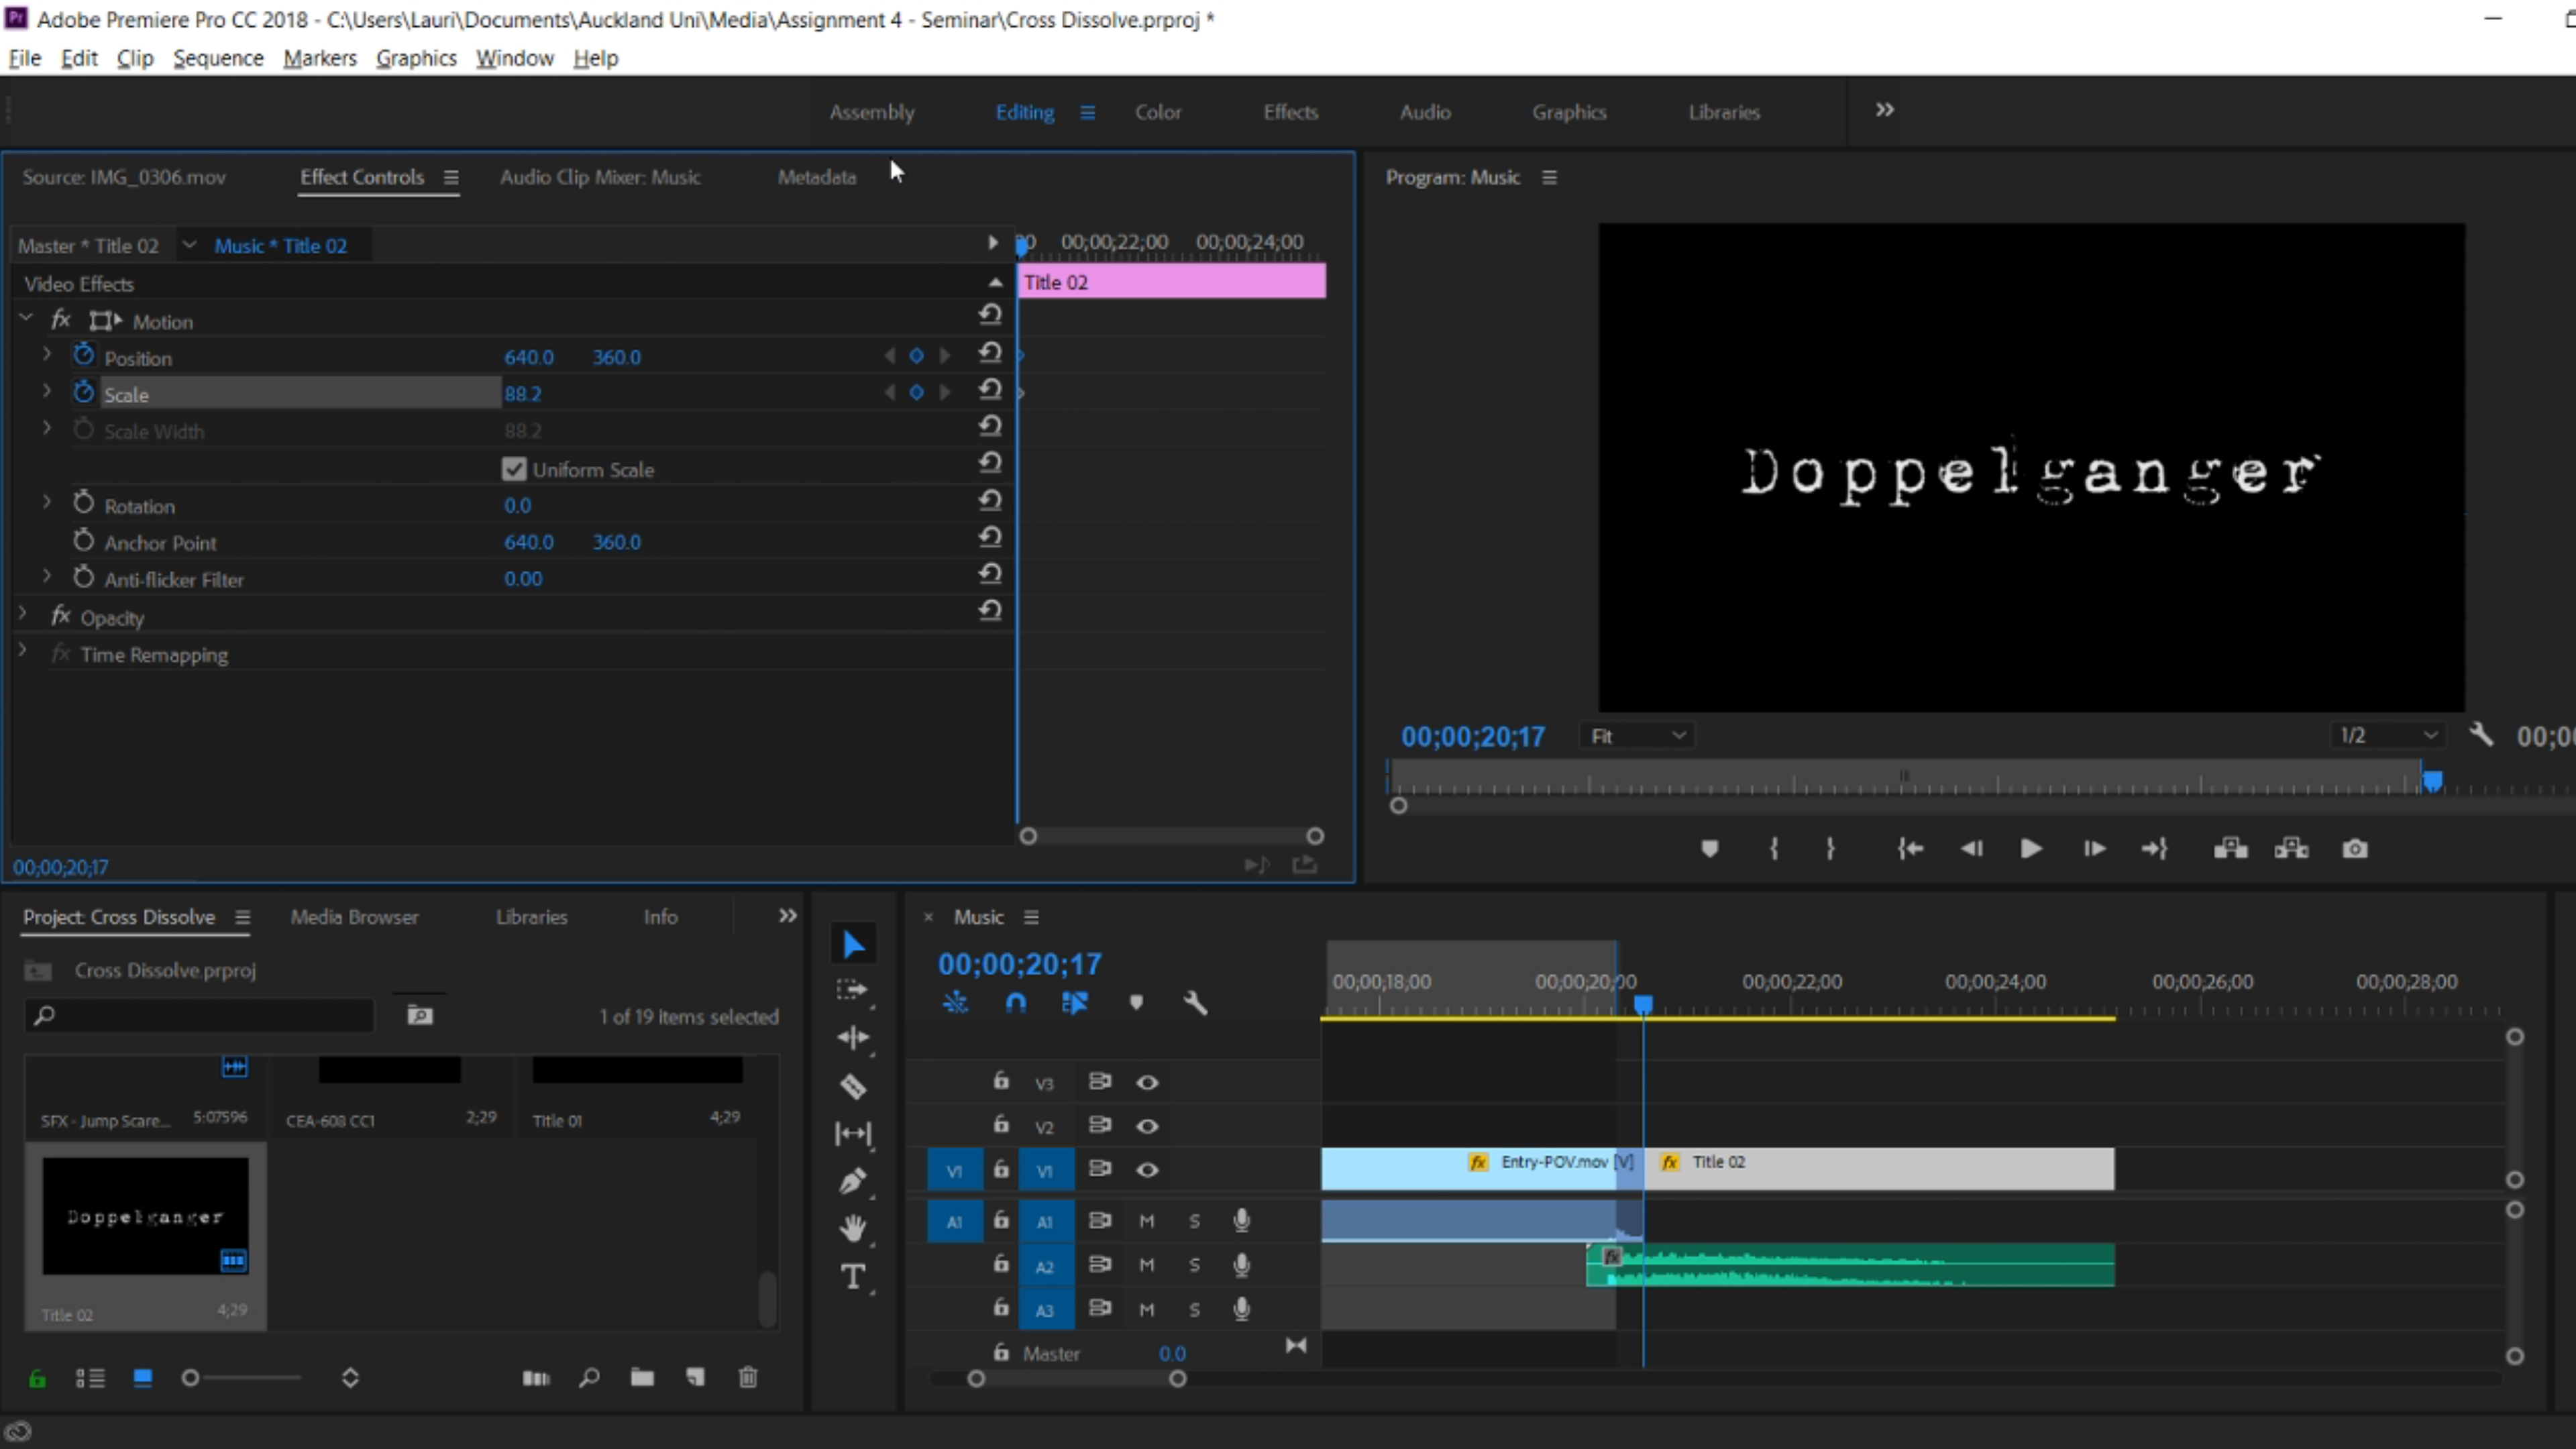 Adobe Premiere Pro CC 2018 - C:\Users\Lauri\Documents\Auckland Uni\Media\Assignment 4 - Seminar\Cross Dissolve.prproj *
File Edit Clip Sequence Markers Graphics Window Help
Assembly Editing Color Effects Audio Graphics Libraries
Source: IMG_0306.mov Effect Controls Audio Clip Mixer: Music Metadata
Program: Music
Master * Title 02 Music * Title 02
00;00;22;00 00;00;24;00
Video Effects
Title 02
fx Motion
Position 640.0 360.0
Scale 88.2
Scale Width 88.2
Uniform Scale
Rotation 0.0
Anchor Point 640.0 360.0
Anti-flicker Filter 0.00
fx Opacity
fx Time Remapping
00;00;20;17
Doppelganger
00;00;20;17 Fit 1/2
Project: Cross Dissolve Media Browser Libraries Info
Cross Dissolve.prproj
1 of 19 items selected
SFX - Jump Scare... 5:07596 CEA-608 CC1 2;29 Title 01 4;29
Doppelganger
Title 02 4;29
T
Music
00;00;20;17
00;00;18;00 00;00;20;00 00;00;22;00 00;00;24;00 00;00;26;00 00;00;28;00
V3
V2
V1 V1 fx Entry-POV.mov [V] fx Title 02
A1 A1 M S
A2 M S fx
A3 M S
Master 0.0